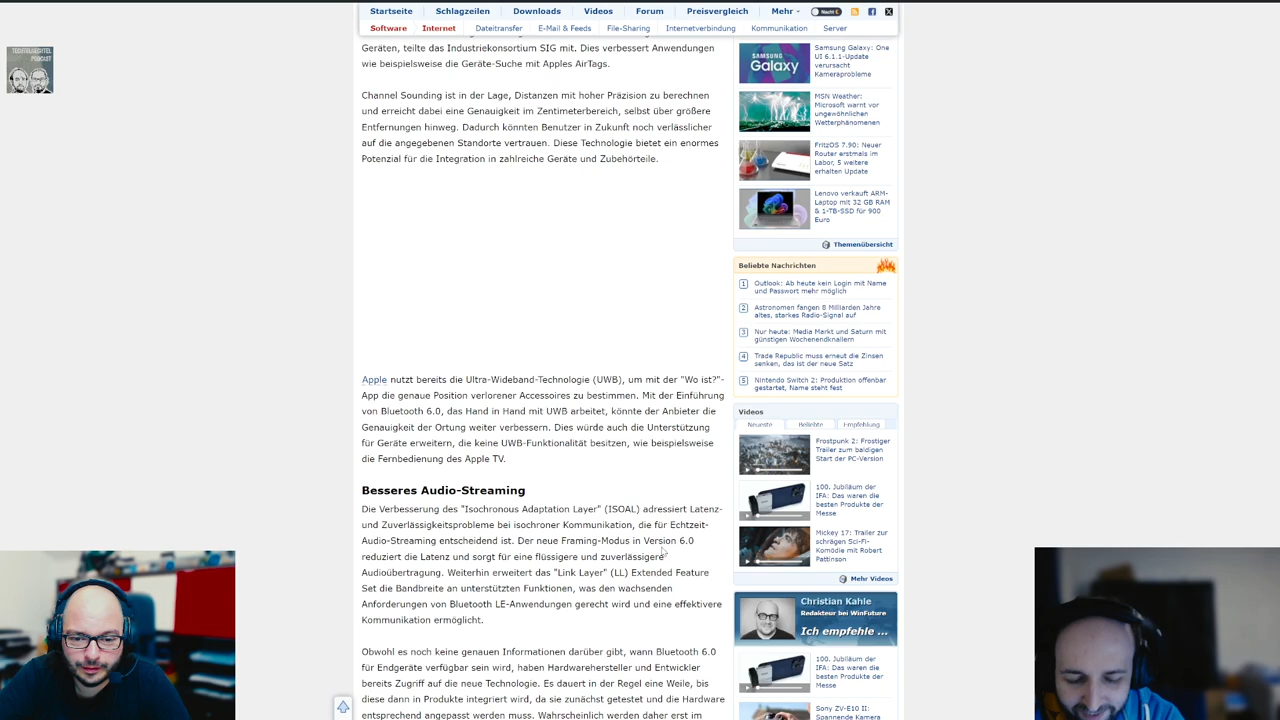 Startseite
Schlagzeilen
Downloads
Videos
Forum
Preisvergleich
Mehr
Nacht
Software
Internet
Dateitransfer
E-Mail & Feeds
File-Sharing
Internetverbindung
Kommunikation
Server
TECHTELMECHTEL
PODCAST
Geräten, teilte das Industriekonsortium SIG mit. Dies verbessert Anwendungen
wie beispielsweise die Geräte-Suche mit Apples AirTags.
Channel Sounding ist in der Lage, Distanzen mit hoher Präzision zu berechnen
und erreicht dabei eine Genauigkeit im Zentimeterbereich, selbst über größere
Entfernungen hinweg. Dadurch könnten Benutzer in Zukunft noch verlässlicher
auf die angegebenen Standorte vertrauen. Diese Technologie bietet ein enormes
Potenzial für die Integration in zahlreiche Geräte und Zubehörteile.
Apple nutzt bereits die Ultra-Wideband-Technologie (UWB), um mit der "Wo ist?"-
App die genaue Position verlorener Accessoires zu bestimmen. Mit der Einführung
von Bluetooth 6.0, das Hand in Hand mit UWB arbeitet, könnte der Anbieter die
Genauigkeit der Ortung weiter verbessern. Dies würde auch die Unterstützung
für Geräte erweitern, die keine UWB-Funktionalität besitzen, wie beispielsweise
die Fernbedienung des Apple TV.
Besseres Audio-Streaming
Die Verbesserung des "Isochronous Adaptation Layer" (ISOAL) adressiert Latenz-
und Zuverlässigkeitsprobleme bei isochroner Kommunikation, die für Echtzeit-
Audio-Streaming entscheidend ist. Der neue Framing-Modus in Version 6.0
reduziert die Latenz und sorgt für eine flüssigere und zuverlässigere
Audioübertragung. Weiterhin erweitert das "Link Layer" (LL) Extended Feature
Set die Bandbreite an unterstützten Funktionen, was den wachsenden
Anforderungen von Bluetooth LE-Anwendungen gerecht wird und eine effektivere
Kommunikation ermöglicht.
Obwohl es noch keine genauen Informationen darüber gibt, wann Bluetooth 6.0
für Endgeräte verfügbar sein wird, haben Hardwarehersteller und Entwickler
bereits Zugriff auf die neue Technologie. Es dauert in der Regel eine Weile, bis
diese dann in Produkte integriert wird, da sie zunächst getestet und die Hardware
entsprechend angepasst werden muss. Wahrscheinlich werden daher erst im
SAMSUNG
Galaxy
Samsung Galaxy: One
UI 6.1.1-Update
verursacht
Kameraprobleme
MSN Weather:
Microsoft warnt vor
ungewöhnlichen
Wetterphänomenen
FritzOS 7.90: Neuer
Router erstmals im
Labor, 5 weitere
erhalten Update
Lenovo verkauft ARM-
Laptop mit 32 GB RAM
& 1-TB-SSD für 900
Euro
Themenübersicht
Beliebte Nachrichten
1 Outlook: Ab heute kein Login mit Name
und Passwort mehr möglich
2 Astronomen fangen 8 Milliarden Jahre
altes, starkes Radio-Signal auf
3 Nur heute: Media Markt und Saturn mit
günstigen Wochenendknallern
4 Trade Republic muss erneut die Zinsen
senken, das ist der neue Satz
5 Nintendo Switch 2: Produktion offenbar
gestartet, Name steht fest
Videos
Neueste
Beliebte
Empfehlung
Frostpunk 2: Frostiger
Trailer zum baldigen
Start der PC-Version
100. Jubiläum der
IFA: Das waren die
besten Produkte der
Messe
Mickey 17: Trailer zur
schrägen Sci-Fi-
Komödie mit Robert
Pattinson
Mehr Videos
Christian Kahle
Redakteur bei WinFuture
Ich empfehle ...
100. Jubiläum der
IFA: Das waren die
besten Produkte der
Messe
Sony ZV-E10 II:
Spannende Kamera